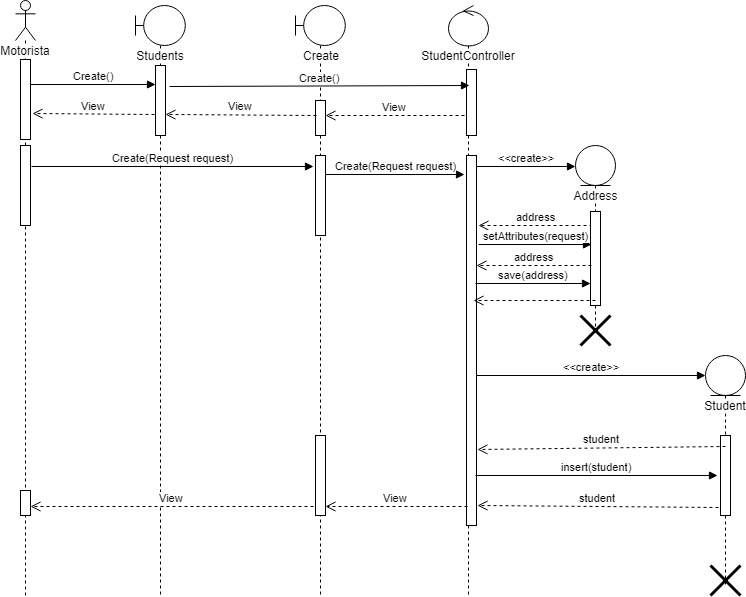 Motorista
Students
Create
StudentController
Create()
Create()
View
View
View
Create(Request request)
Create(Request request)
<<create>>
Address
address
setAttributes(request)
address
save(address)
<<create>>
Student
student
insert(student)
View
View
student